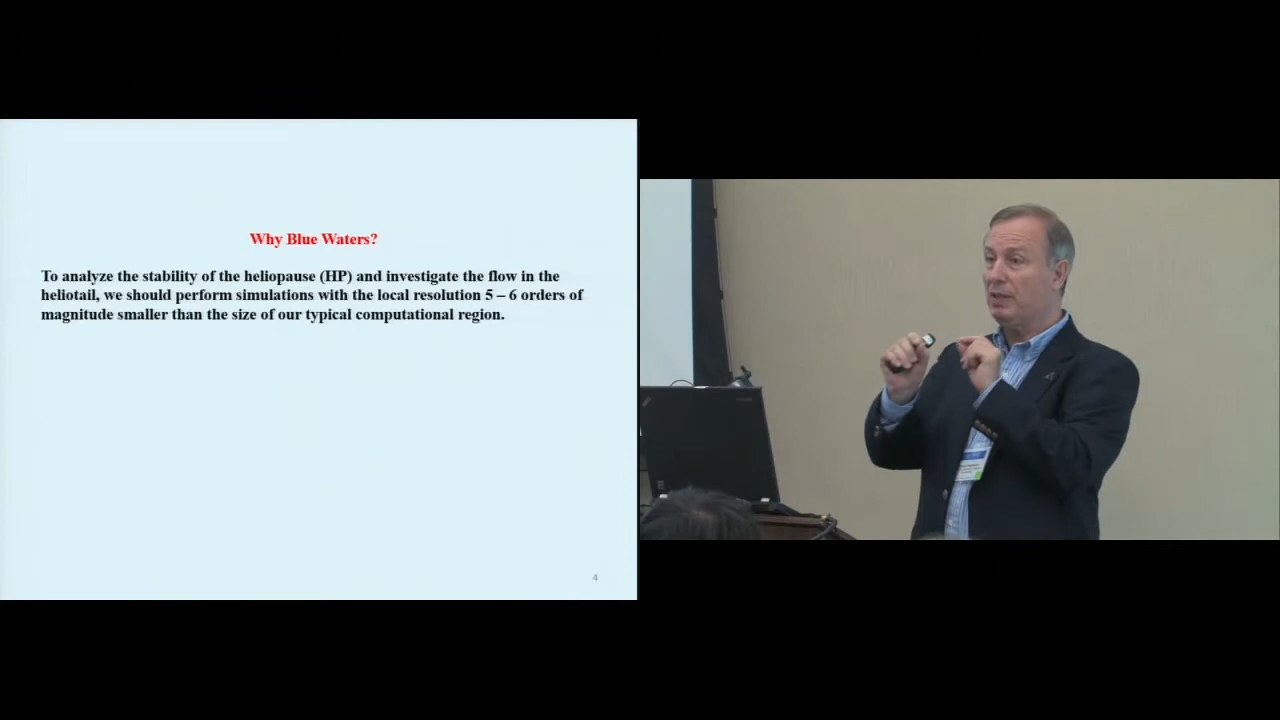 Why Blue Waters?
To analyze the stability of the heliopause (HP) and investigate the flow in the
heliotail, we should perform simulations with the local resolution 5 – 6 orders of
magnitude smaller than the size of our typical computational region.
4